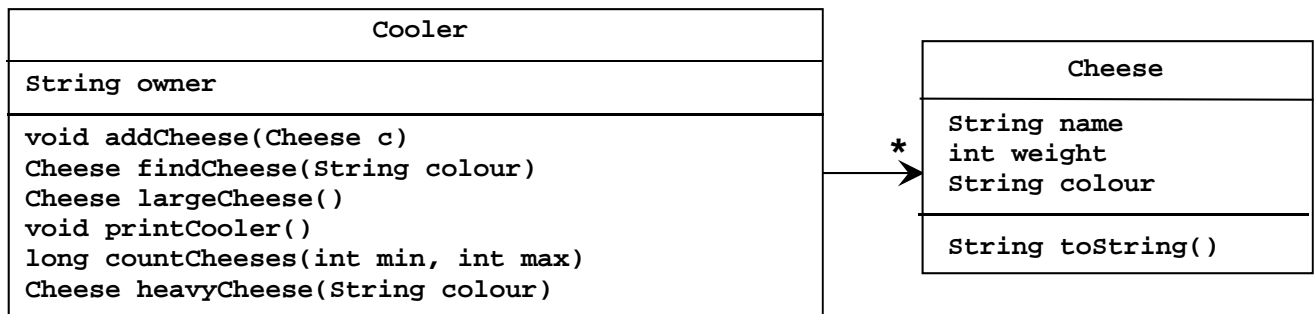 Cooler
String owner
void addCheese(Cheese c)
Cheese findCheese(String colour)
Cheese largeCheese()
void printCooler()
long countCheeses(int min, int max)
Cheese heavyCheese(String colour)
*
Cheese
String name
int weight
String colour
String toString()